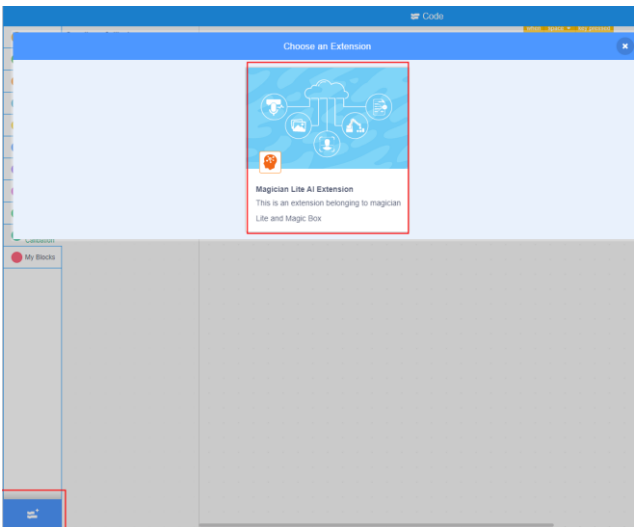 Code
Choose an Extension
Magician Lite AI Extension
This is an extension belonging to magician
Lite and Magic Box
Calibration
My Blocks